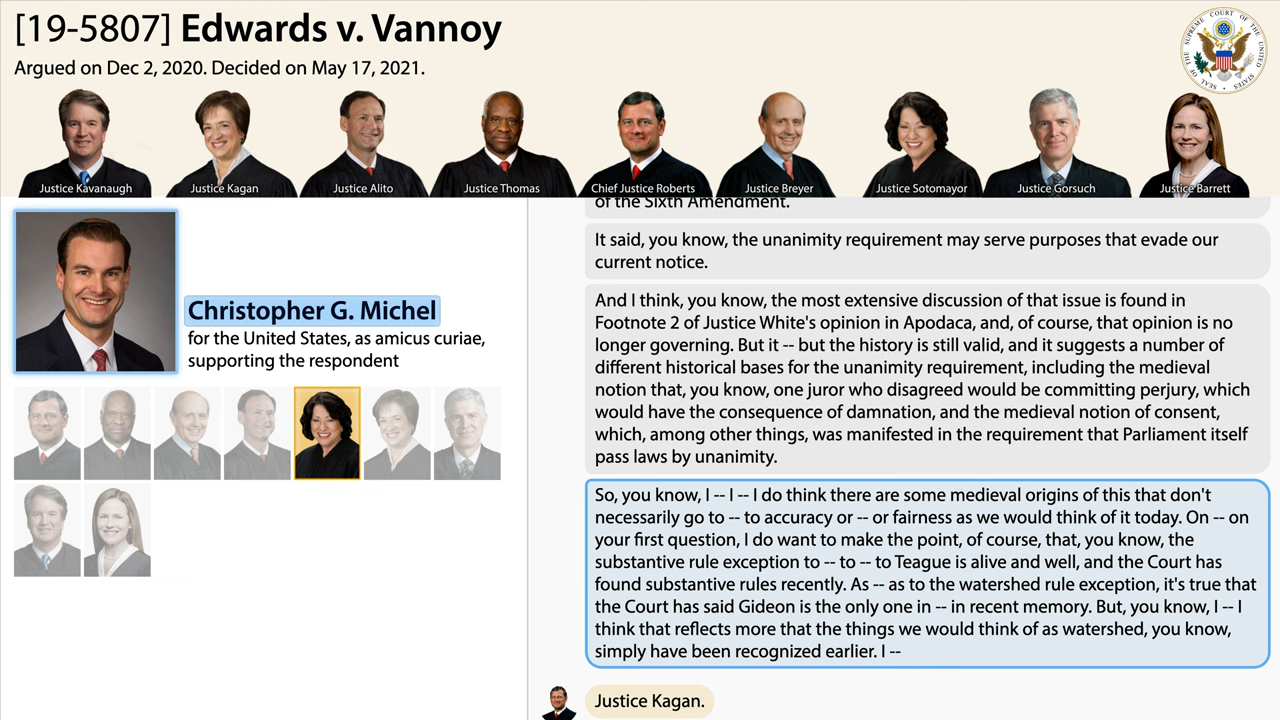 [19-5807] Edwards v. Vannoy
Argued on Dec 2, 2020. Decided on May 17, 2021.
SEAL OF THE SUPREME COURT OF THE UNITED STATES
Justice Kavanaugh
Justice Kagan
Justice Alito
Justice Thomas
Chief Justice Roberts
Justice Breyer
Justice Sotomayor
Justice Gorsuch
Justice Barrett
Christopher G. Michel
for the United States, as amicus curiae,
supporting the respondent
of the Sixth Amendment.
It said, you know, the unanimity requirement may serve purposes that evade our
current notice.
And I think, you know, the most extensive discussion of that issue is found in
Footnote 2 of Justice White's opinion in Apodaca, and, of course, that opinion is no
longer governing. But it -- but the history is still valid, and it suggests a number of
different historical bases for the unanimity requirement, including the medieval
notion that, you know, one juror who disagreed would be committing perjury, which
would have the consequence of damnation, and the medieval notion of consent,
which, among other things, was manifested in the requirement that Parliament itself
pass laws by unanimity.
So, you know, I -- I -- I do think there are some medieval origins of this that don't
necessarily go to -- to accuracy or -- or fairness as we would think of it today. On -- on
your first question, I do want to make the point, of course, that, you know, the
substantive rule exception to -- to -- to Teague is alive and well, and the Court has
found substantive rules recently. As -- as to the watershed rule exception, it's true that
the Court has said Gideon is the only one in -- in recent memory. But, you know, I -- I
think that reflects more that the things we would think of as watershed, you know,
simply have been recognized earlier. I --
Justice Kagan.